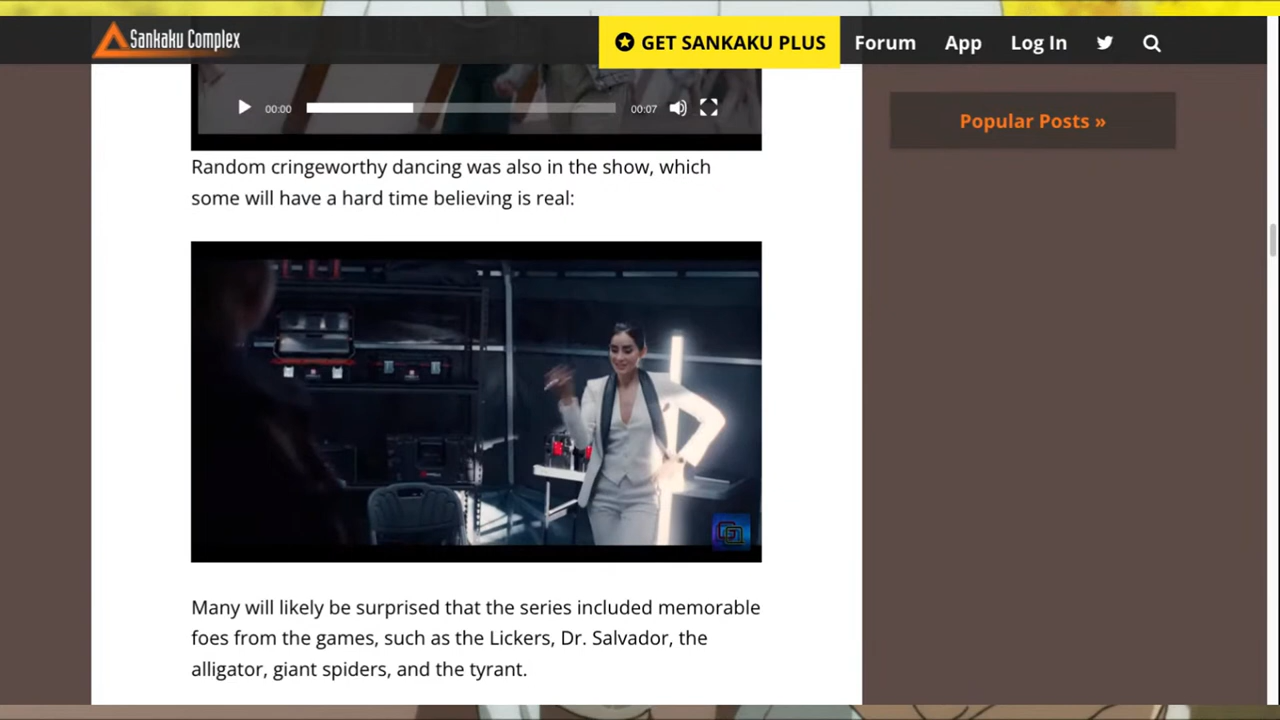 Sankaku Complex
GET SANKAKU PLUS
Forum
App
Log In
00:00
00:07
Popular Posts »
Random cringeworthy dancing was also in the show, which
some will have a hard time believing is real:
Many will likely be surprised that the series included memorable
foes from the games, such as the Lickers, Dr. Salvador, the
alligator, giant spiders, and the tyrant.